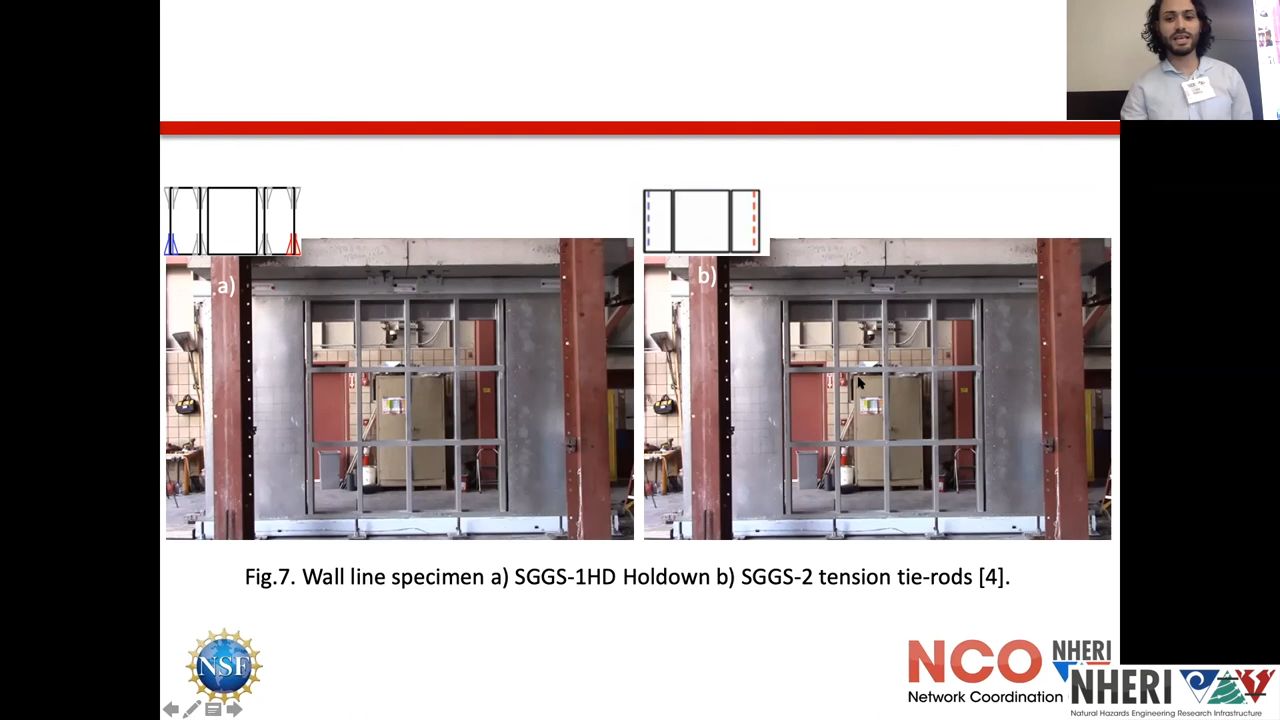 a)
b)
Fig.7. Wall line specimen a) SGGS-1HD Holdown b) SGGS-2 tension tie-rods [4].
NSF
NCO
NHERI
Network Coordination
NHERI
Natural Hazards Engineering Research Infrastructure